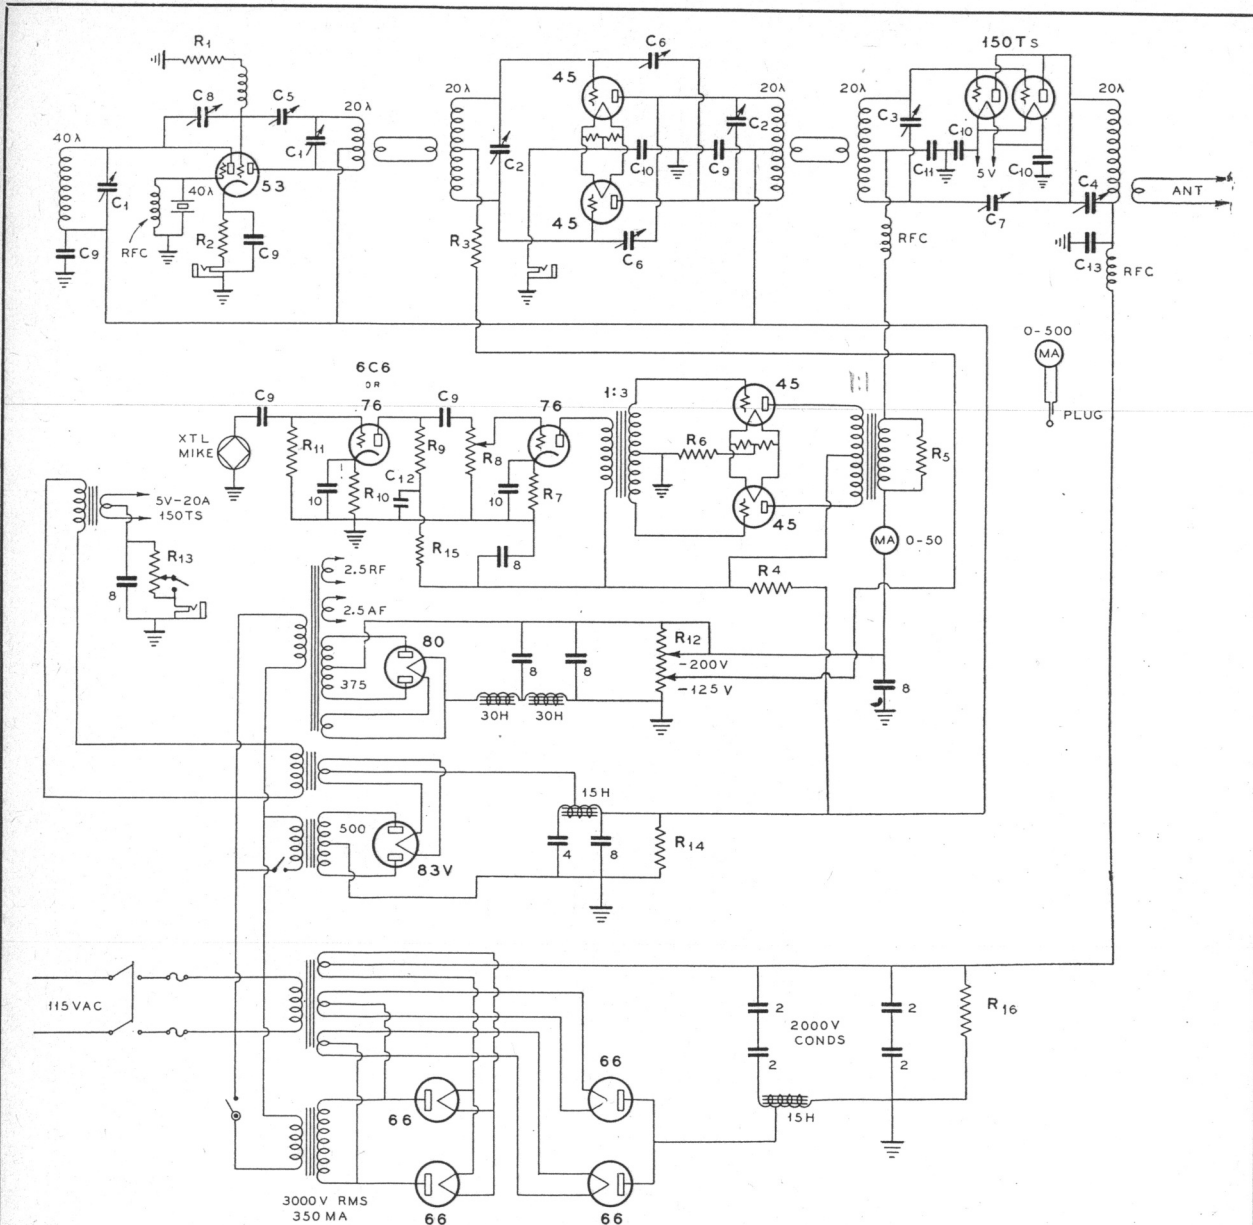 R1
C6
150Ts
C8
C5
20λ
45
20λ
20λ
20λ
20λ
40λ
C1
C2
C3
C10
C2
C11
5V
C10
C10
C9
C4
ANT
40λ
53
C1
RFC
R2
C9
C9
R3
45
C6
RFC
C7
C13
RFC
0-500
MA
PLUG
6C6
OR
76
C9
C9
76
1:3
45
1:1
XTL
MIKE
R11
R9
R8
R6
R5
C12
10
R10
10
R7
45
MA
0-50
5V-20A
150TS
R13
8
R15
8
R4
2.5RF
2.5AF
80
375
8
8
R12
-200V
-125V
8
30H
30H
15H
500
83V
4
8
R14
115VAC
2
2
R16
2000V
CONDS
2
2
15H
66
66
66
66
3000V RMS
350MA